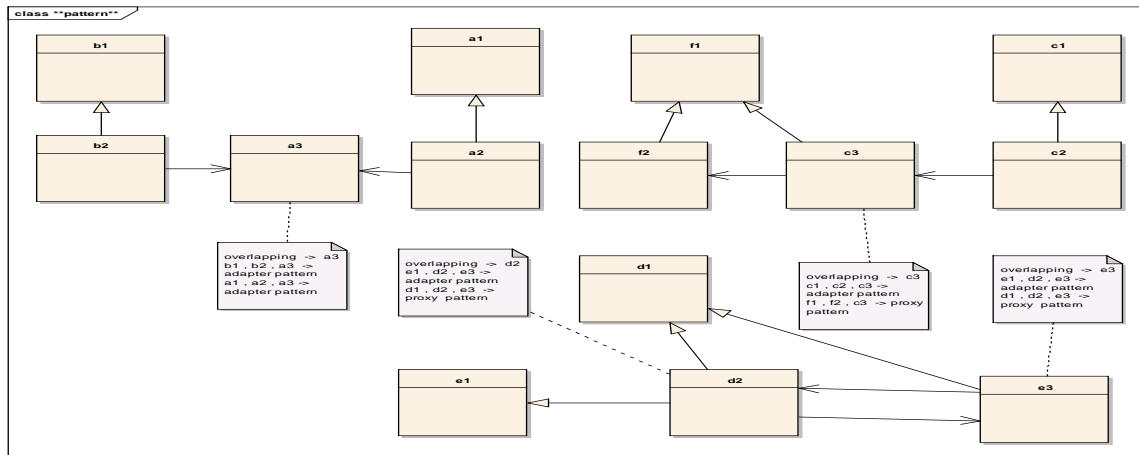 class **pattern**
b1
a1
f1
c1
b2
a3
a2
f2
c3
c2
overlapping -> a3
b1 , b2 , a3 ->
adapter pattern
a1 , a2 , a3 ->
adapter pattern
overlapping -> d2
e1 , d2 , e3 ->
adapter pattern
d1 , d2 , e3 ->
proxy pattern
d1
overlapping -> c3
c1 , c2 , c3 ->
adapter pattern
f1 , f2 , c3 -> proxy
pattern
overlapping -> e3
e1 , d2 , e3 ->
adapter pattern
d1 , d2 , e3 ->
proxy pattern
e1
d2
e3